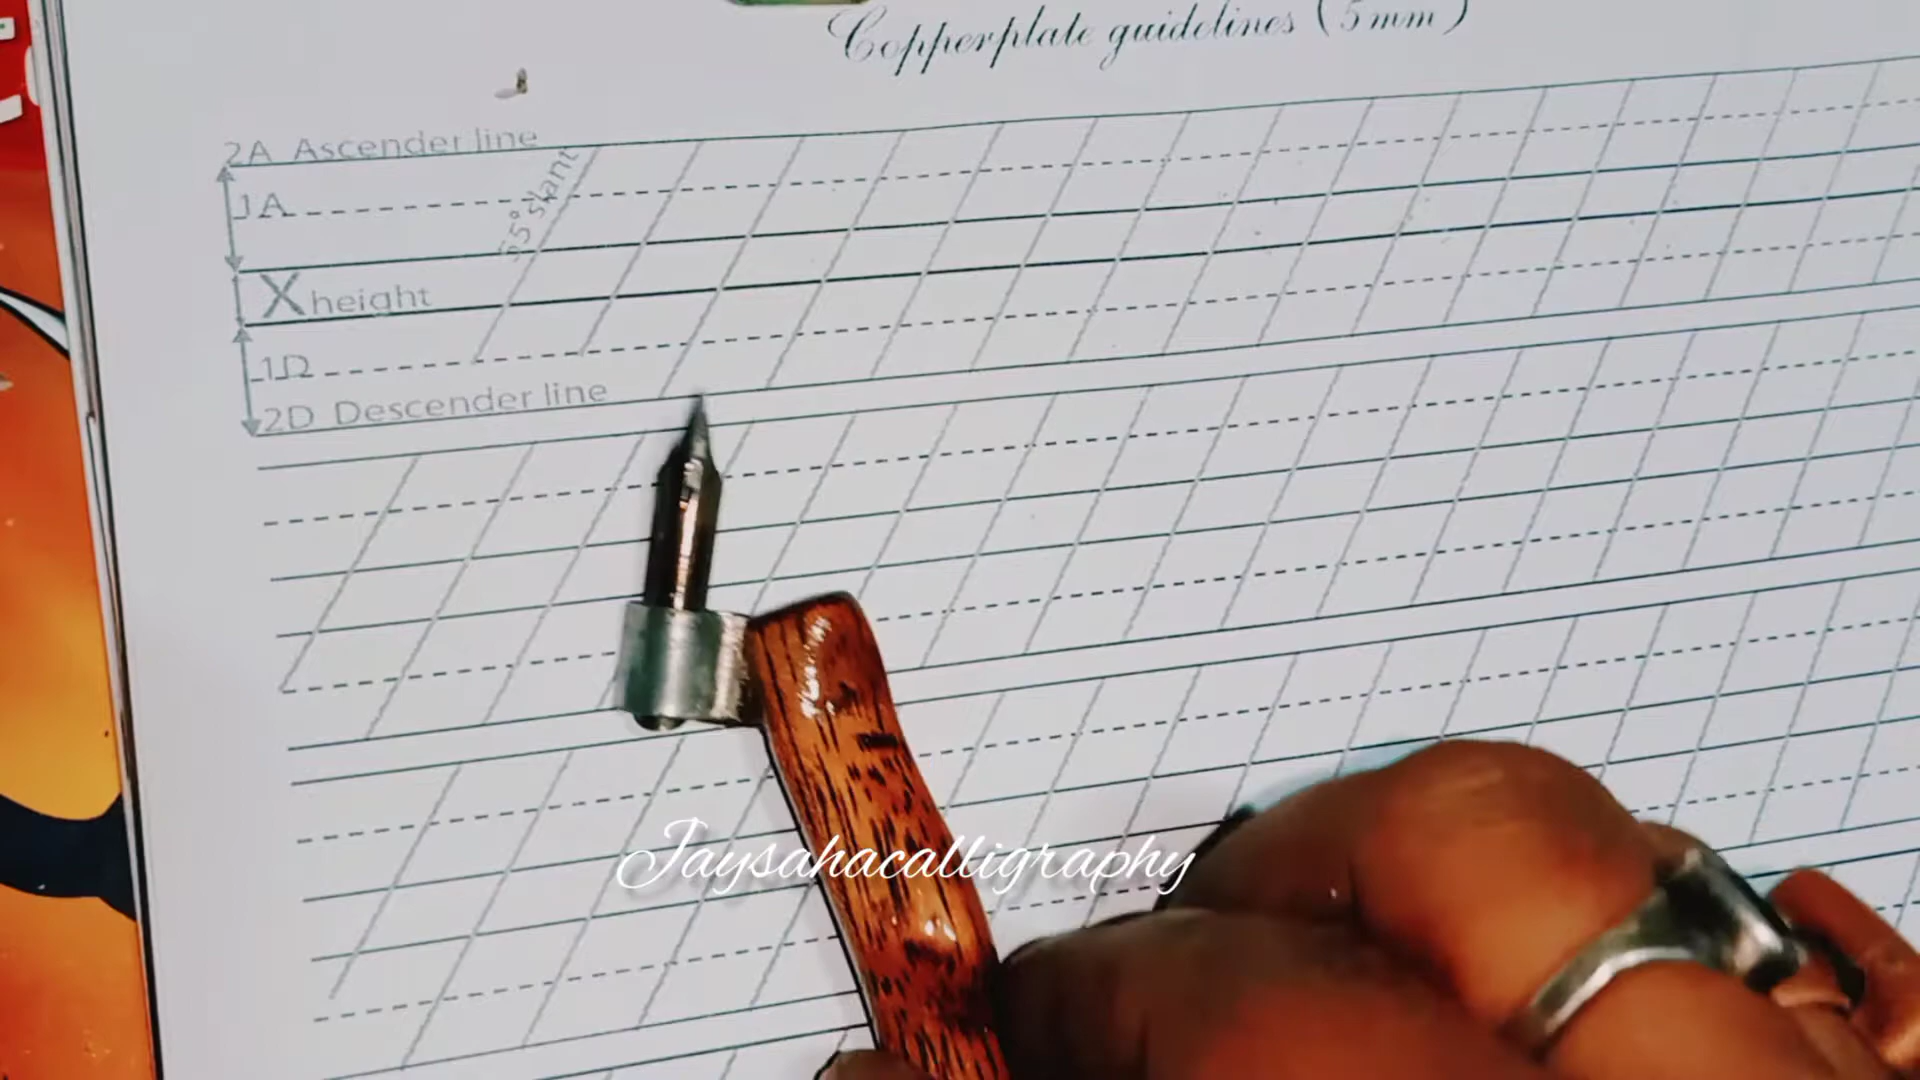 Copperplate guidelines (5mm)
2A Ascender line
55° slant
1A
X height
1D
2D Descender line
Jaysahacalligraphy